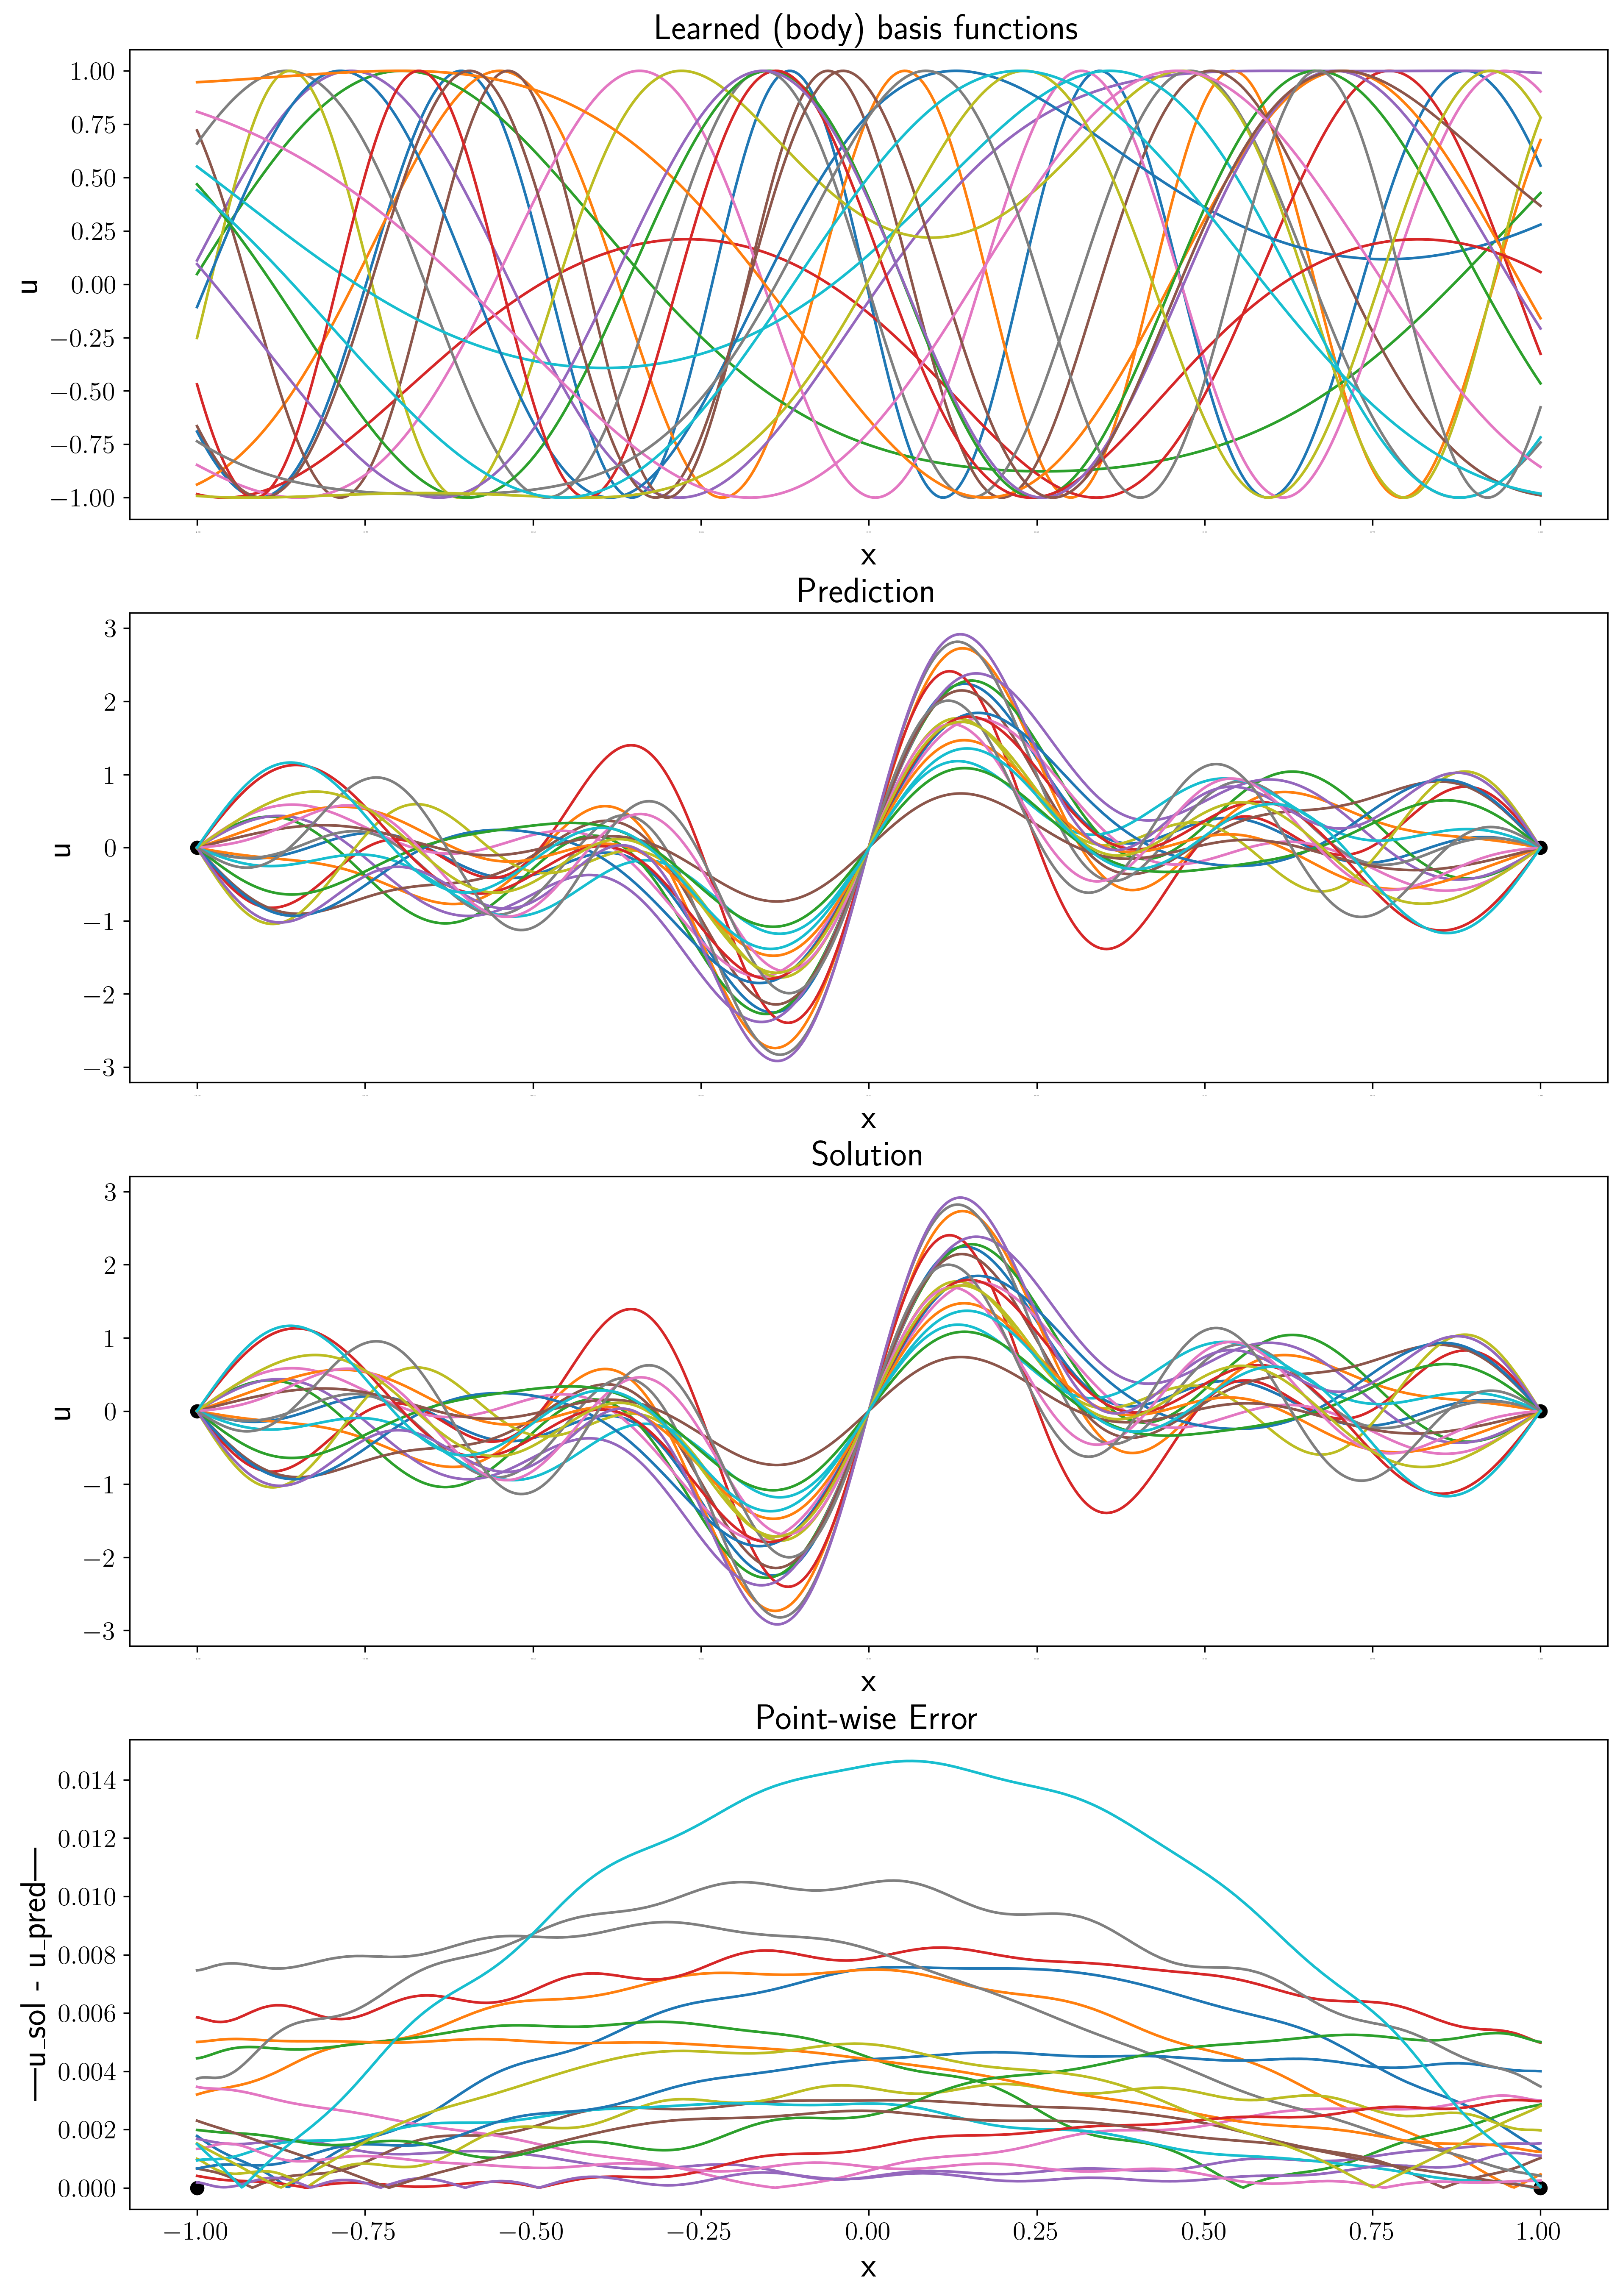 Learned (body) basis functions
1.00
0.75
0.50
0.25
0.00
−0.25
−0.50
−0.75
−1.00
u
x
Prediction
3
2
1
0
−1
−2
−3
u
x
Solution
3
2
1
0
−1
−2
−3
u
x
Point-wise Error
0.014
0.012
0.010
0.008
0.006
0.004
0.002
0.000
—u_sol - u_pred—
−1.00 −0.75 −0.50 −0.25 0.00 0.25 0.50 0.75 1.00
x